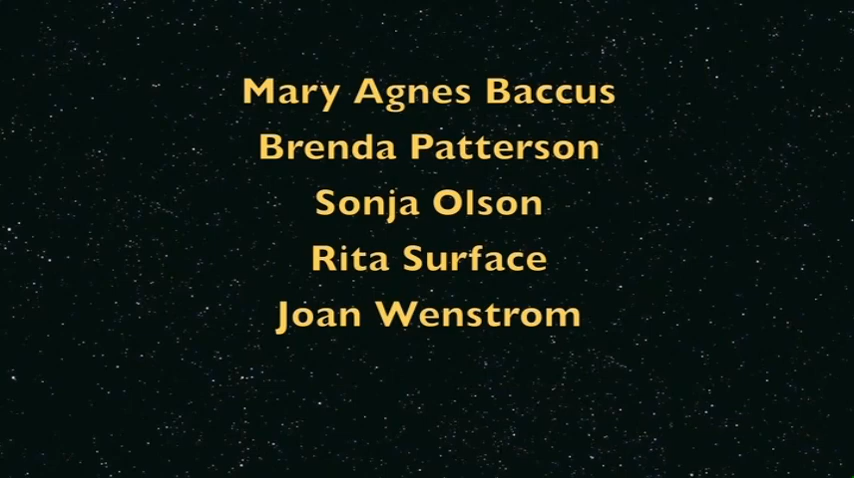 Mary Agnes Baccus
Brenda Patterson
Sonja Olson
Rita Surface
Joan Wenstrom